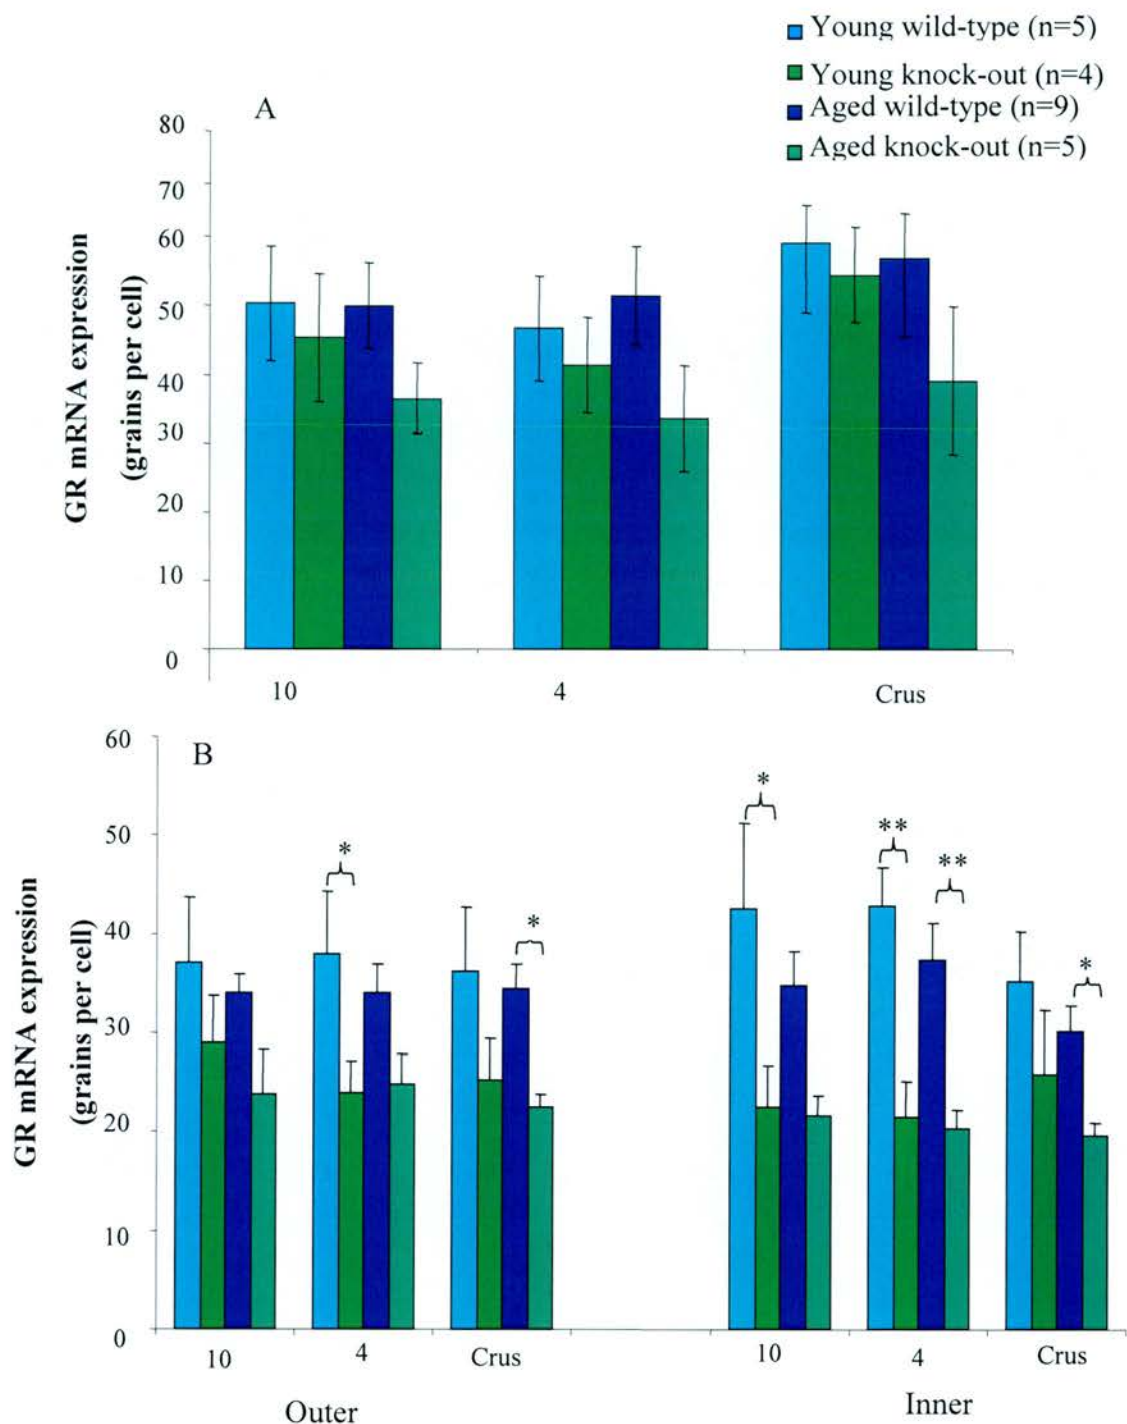 Young wild-type (n=5)
Young knock-out (n=4)
Aged wild-type (n=9)
Aged knock-out (n=5)
A
GR mRNA expression
(grains per cell)
80
70
60
50
40
30
20
10
0
10 4 Crus
B
GR mRNA expression
(grains per cell)
60
50
40
30
20
10
0
* * * ** ** *
10 4 Crus 10 4 Crus
Outer Inner